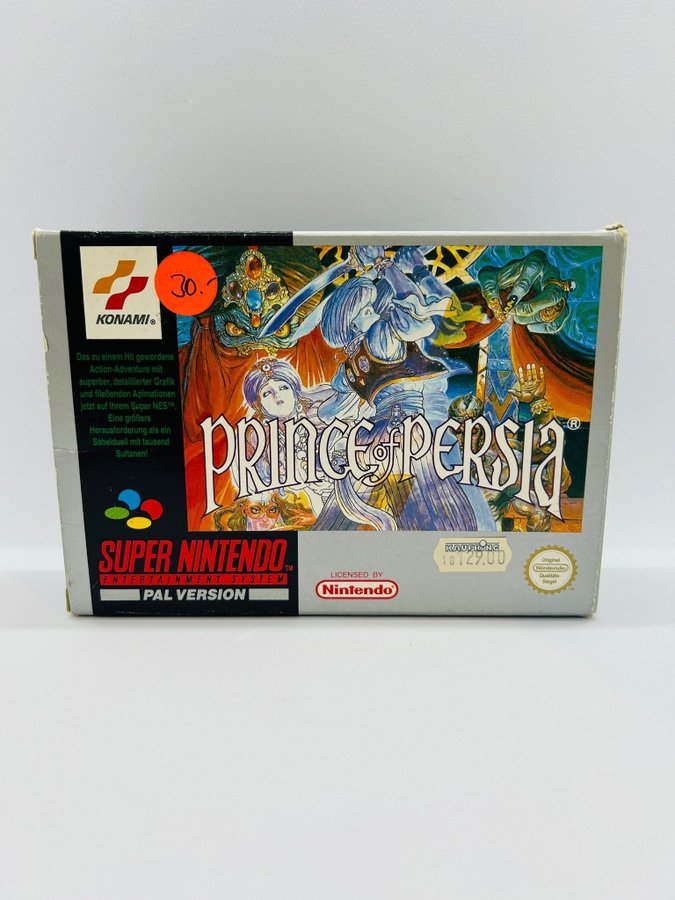 KONAMI®
30.-
Das zu einem Hit gewordene
Action-Adventure mit
superber, detaillierter Grafik
und fließenden Animationen
jetzt auf Ihrem Super NES™.
Eine größere
Herausforderung als ein
Säbelduell mit tausend
Sultanen!
PRINCE of PERSIA®
SUPER NINTENDO™
ENTERTAINMENT SYSTEM
PAL VERSION
LICENSED BY
Nintendo
29.00
Original
Nintendo
Qualitäts-
Siegel